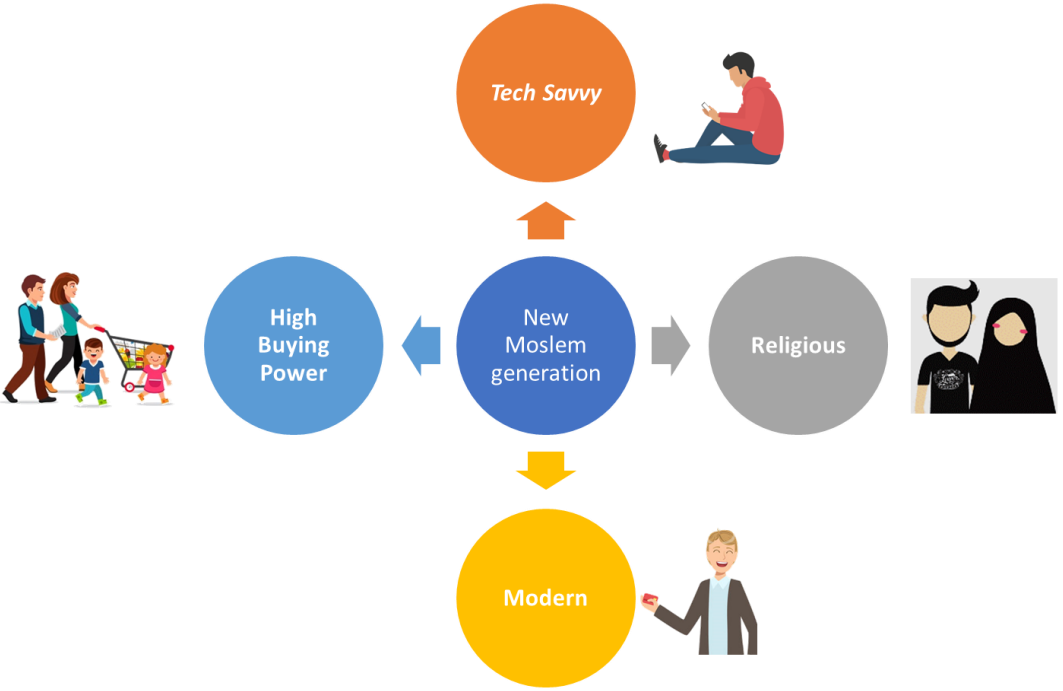 Tech Savvy
High
Buying
Power
New
Moslem
generation
Religious
Modern